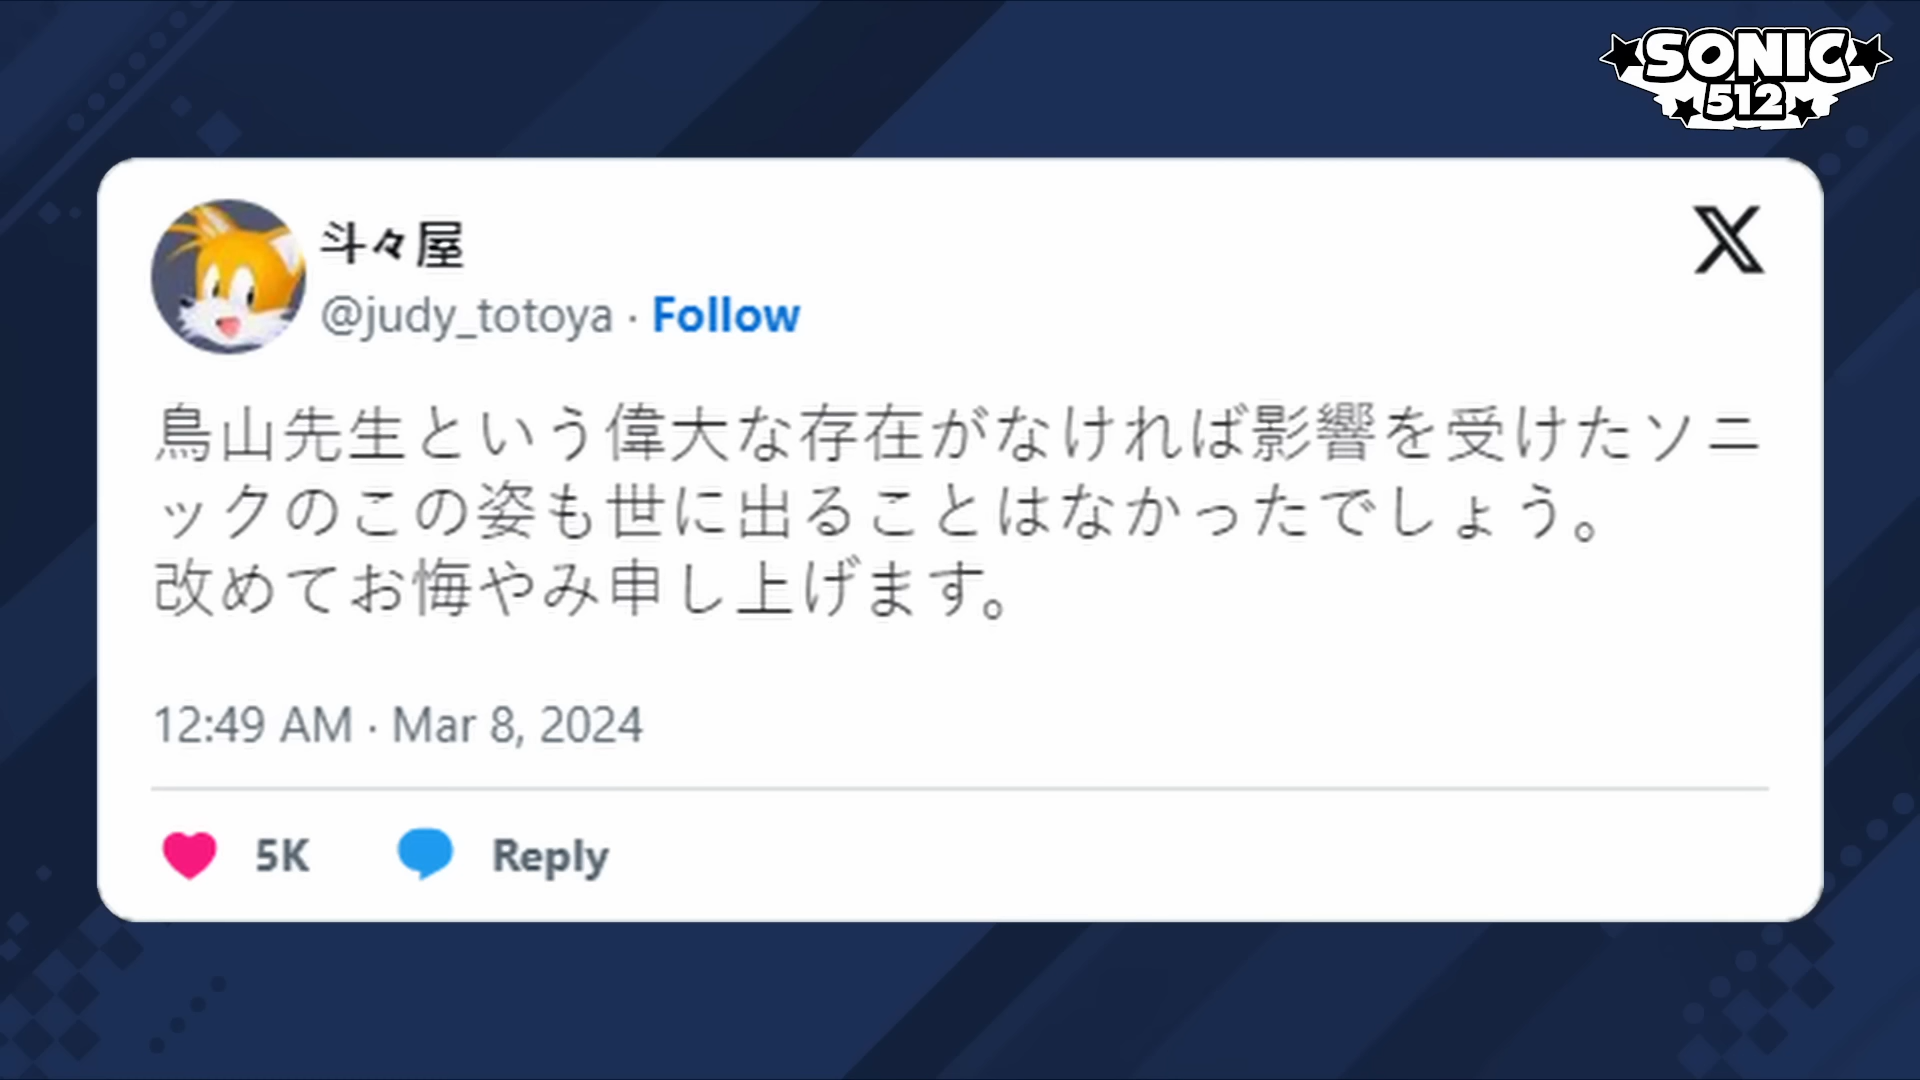 SONIC
512
斗々屋
@judy_totoya · Follow
鳥山先生という偉大な存在がなければ影響を受けたソニ
ックのこの姿も世に出ることはなかったでしょう。
改めてお悔やみ申し上げます。
12:49 AM · Mar 8, 2024
5K Reply